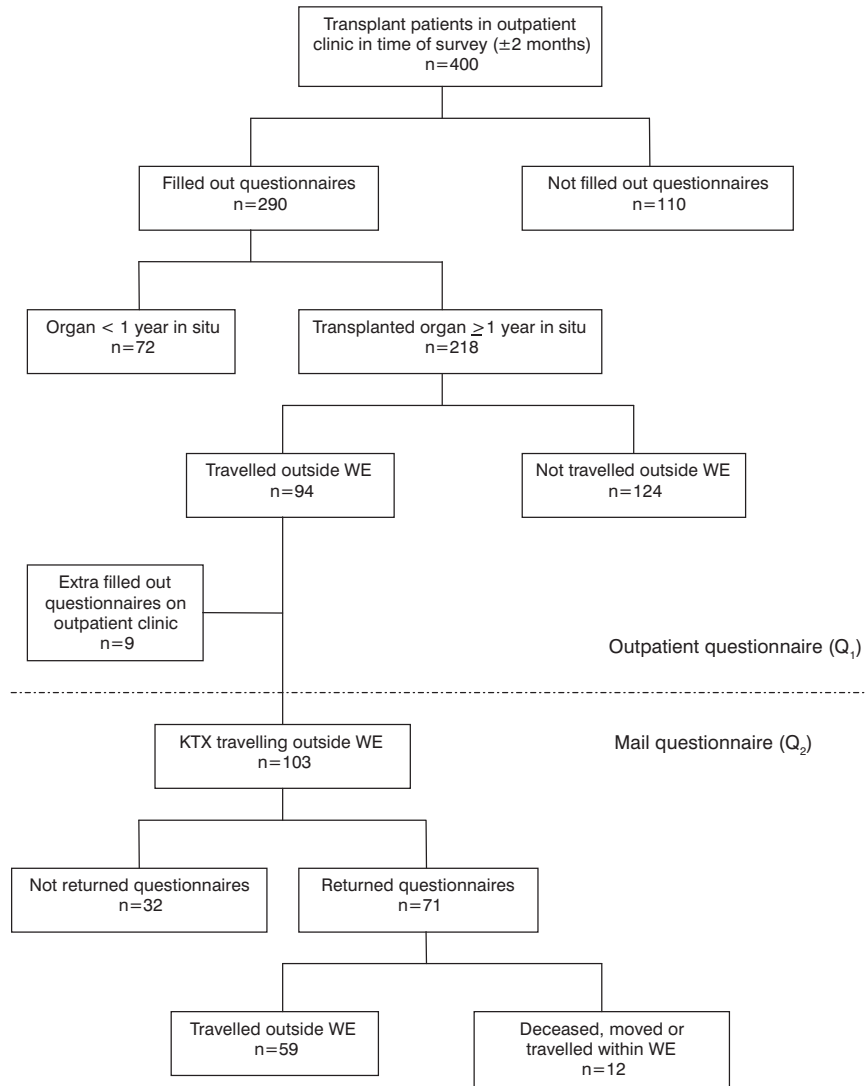 Transplant patients in outpatient
clinic in time of survey (±2 months)
n=400
Filled out questionnaires
n=290
Not filled out questionnaires
n=110
Organ < 1 year in situ
n=72
Transplanted organ ≥1 year in situ
n=218
Travelled outside WE
n=94
Not travelled outside WE
n=124
Extra filled out
questionnaires on
outpatient clinic
n=9
Outpatient questionnaire (Q₁)
KTX travelling outside WE
n=103
Mail questionnaire (Q₂)
Not returned questionnaires
n=32
Returned questionnaires
n=71
Travelled outside WE
n=59
Deceased, moved or
travelled within WE
n=12